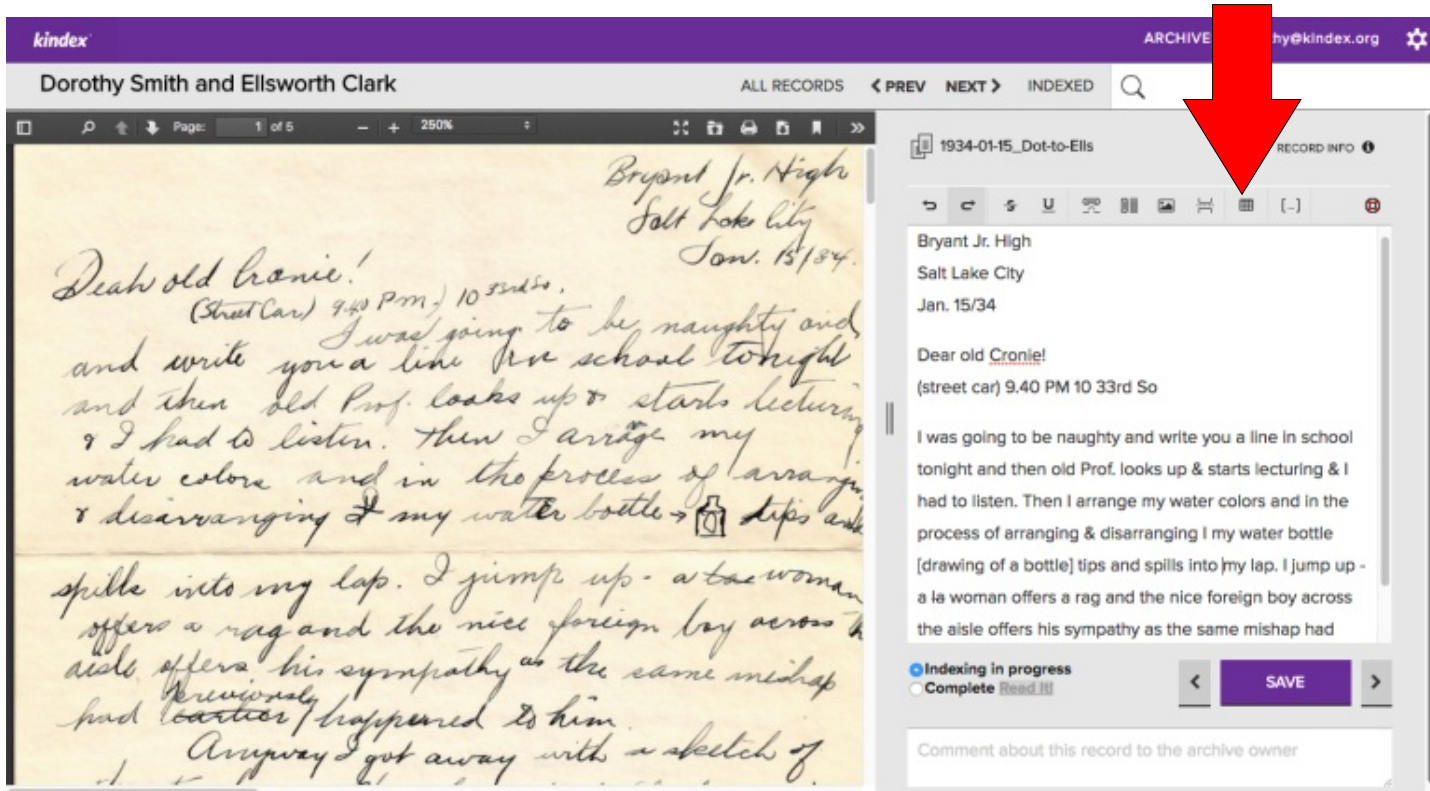 kindex
ARCHIVE
hy@kindex.org
Dorothy Smith and Ellsworth Clark
ALL RECORDS
PREV
NEXT
INDEXED
Page: 1 of 5
250%
Bryant Jr. High
Salt Lake City
Jan. 15/34.
Deah old Cronie!
(Street Car) 9.40 P.m.) 10 33rd So.
I was going to be naughty and
and write you a line in school tonight
and then old Prof. looks up & starts lecturing
& I had to listen. Then I arrage my
water colors and in the process of arrangin
& disarranging I my water bottle → tips and
spills into my lap. I jump up - a woman
offers a rag and the nice foreign boy across th
aisle offers his sympathy as the same mishap
previously
had earlier happened to him.
Anyway I got away with a sketch of
1934-01-15_Dot-to-Ells
RECORD INFO
S U [...]
Bryant Jr. High
Salt Lake City
Jan. 15/34
Dear old Cronie!
(street car) 9.40 PM 10 33rd So
I was going to be naughty and write you a line in school
tonight and then old Prof. looks up & starts lecturing & I
had to listen. Then I arrange my water colors and in the
process of arranging & disarranging I my water bottle
[drawing of a bottle] tips and spills into my lap. I jump up -
a la woman offers a rag and the nice foreign boy across
the aisle offers his sympathy as the same mishap had
Indexing in progress
Complete Read It!
SAVE
Comment about this record to the archive owner